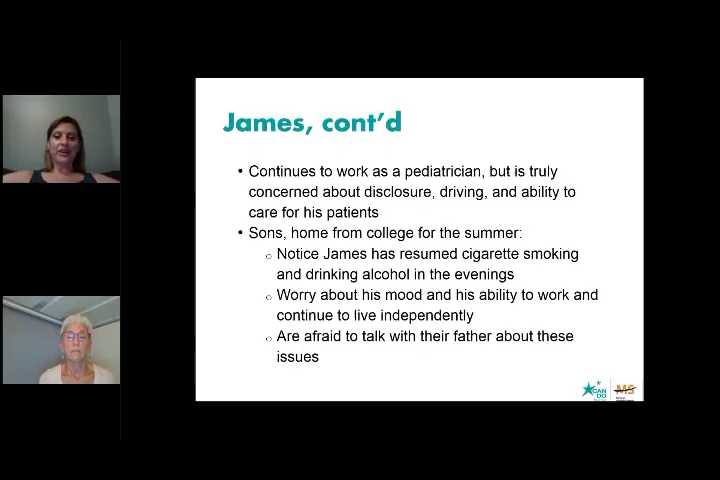 James, cont'd
• Continues to work as a pediatrician, but is truly
concerned about disclosure, driving, and ability to
care for his patients
• Sons, home from college for the summer:
o Notice James has resumed cigarette smoking
and drinking alcohol in the evenings
o Worry about his mood and his ability to work and
continue to live independently
o Are afraid to talk with their father about these
issues
CAN
DO
MS